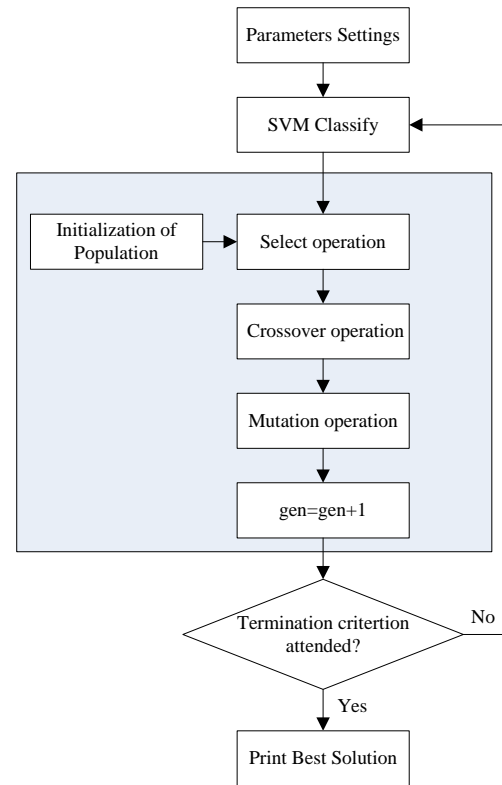 Parameters Settings
SVM Classify
Initialization of
Population
Select operation
Crossover operation
Mutation operation
gen=gen+1
Termination critertion
attended?
No
Yes
Print Best Solution